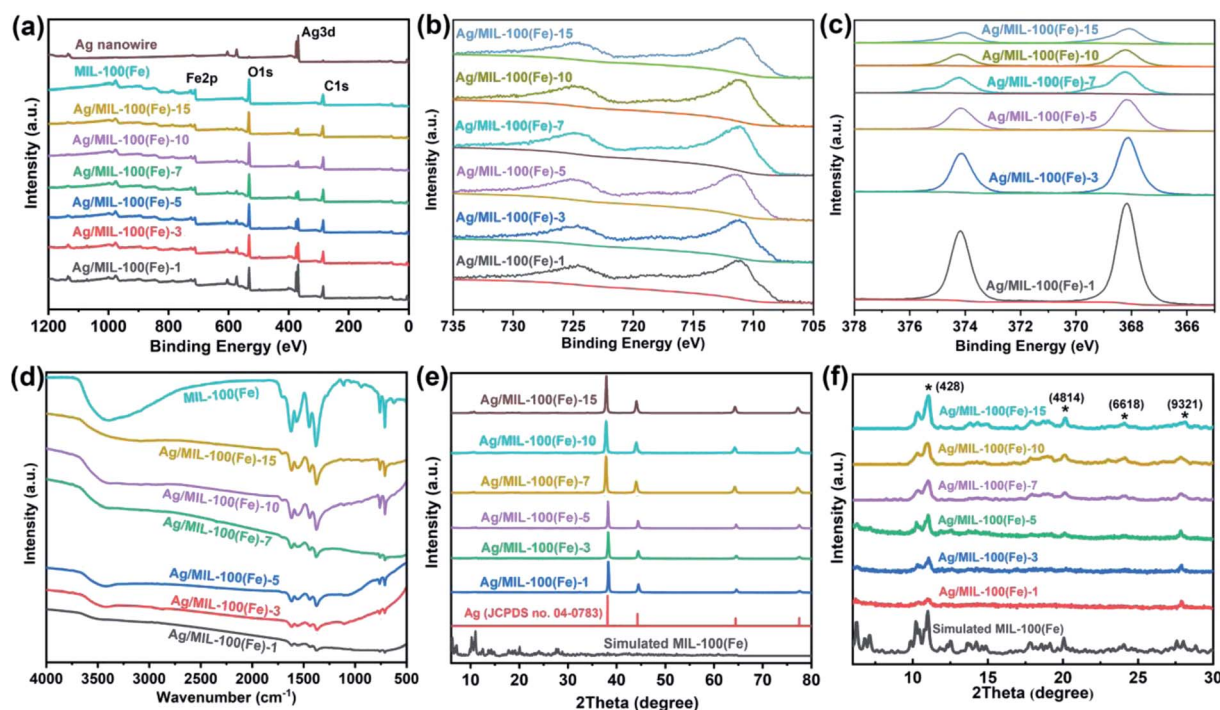 (a)
Ag nanowire
Ag3d
MIL-100(Fe)
Fe2p
O1s
C1s
Ag/MIL-100(Fe)-15
Ag/MIL-100(Fe)-10
Ag/MIL-100(Fe)-7
Ag/MIL-100(Fe)-5
Ag/MIL-100(Fe)-3
Ag/MIL-100(Fe)-1
Intensity (a.u.)
1200 1000 800 600 400 200 0
Binding Energy (eV)
(b)
Ag/MIL-100(Fe)-15
Ag/MIL-100(Fe)-10
Ag/MIL-100(Fe)-7
Ag/MIL-100(Fe)-5
Ag/MIL-100(Fe)-3
Ag/MIL-100(Fe)-1
Intensity (a.u.)
735 730 725 720 715 710 705
Binding Energy (eV)
(c)
Ag/MIL-100(Fe)-15
Ag/MIL-100(Fe)-10
Ag/MIL-100(Fe)-7
Ag/MIL-100(Fe)-5
Ag/MIL-100(Fe)-3
Ag/MIL-100(Fe)-1
Intensity (a.u.)
378 376 374 372 370 368 366
Binding Energy (eV)
(d)
MIL-100(Fe)
Ag/MIL-100(Fe)-15
Ag/MIL-100(Fe)-10
Ag/MIL-100(Fe)-7
Ag/MIL-100(Fe)-5
Ag/MIL-100(Fe)-3
Ag/MIL-100(Fe)-1
Intensity (a.u.)
4000 3500 3000 2500 2000 1500 1000 500
Wavenumber (cm-1)
(e)
Ag/MIL-100(Fe)-15
Ag/MIL-100(Fe)-10
Ag/MIL-100(Fe)-7
Ag/MIL-100(Fe)-5
Ag/MIL-100(Fe)-3
Ag/MIL-100(Fe)-1
Ag (JCPDS no. 04-0783)
Simulated MIL-100(Fe)
Intensity (a.u.)
10 20 30 40 50 60 70 80
2Theta (degree)
(f)
* (428)
(4814)
*
(6618)
*
(9321)
*
Ag/MIL-100(Fe)-15
Ag/MIL-100(Fe)-10
Ag/MIL-100(Fe)-7
Ag/MIL-100(Fe)-5
Ag/MIL-100(Fe)-3
Ag/MIL-100(Fe)-1
Simulated MIL-100(Fe)
Intensity (a.u.)
10 15 20 25 30
2Theta (degree)